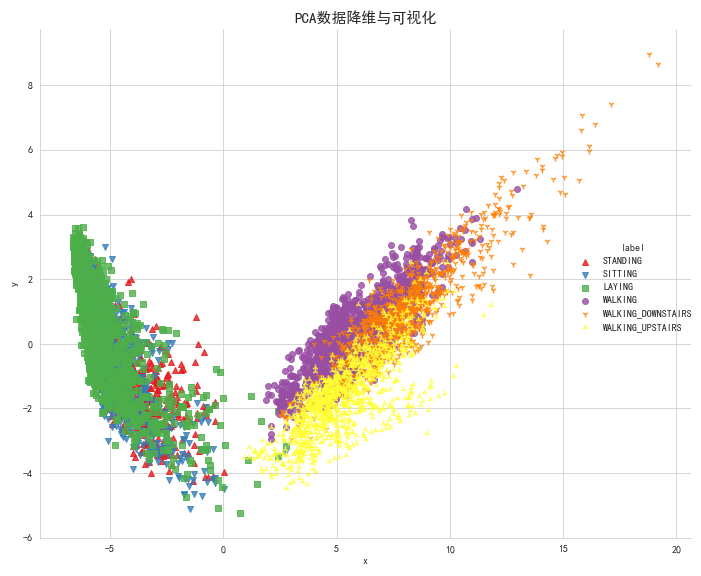 PCA数据降维与可视化
8
6
4
2
0
−2
−4
−6
y
−5
0
5
10
15
20
x
label
STANDING
SITTING
LAYING
WALKING
WALKING_DOWNSTAIRS
WALKING_UPSTAIRS